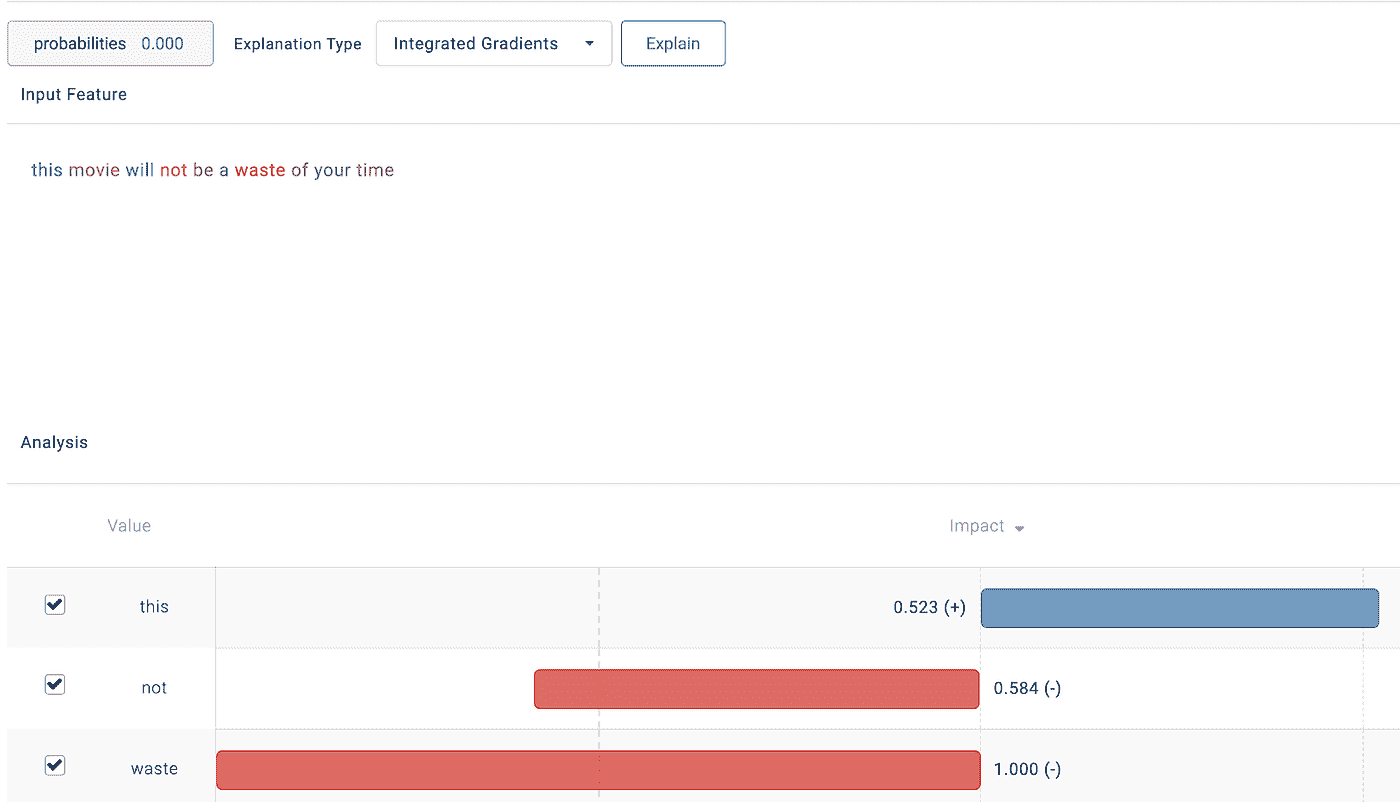 probabilities 0.000 Explanation Type Integrated Gradients Explain
Input Feature
this movie will not be a waste of your time
Analysis
Value Impact
this 0.523 (+)
not 0.584 (-)
waste 1.000 (-)